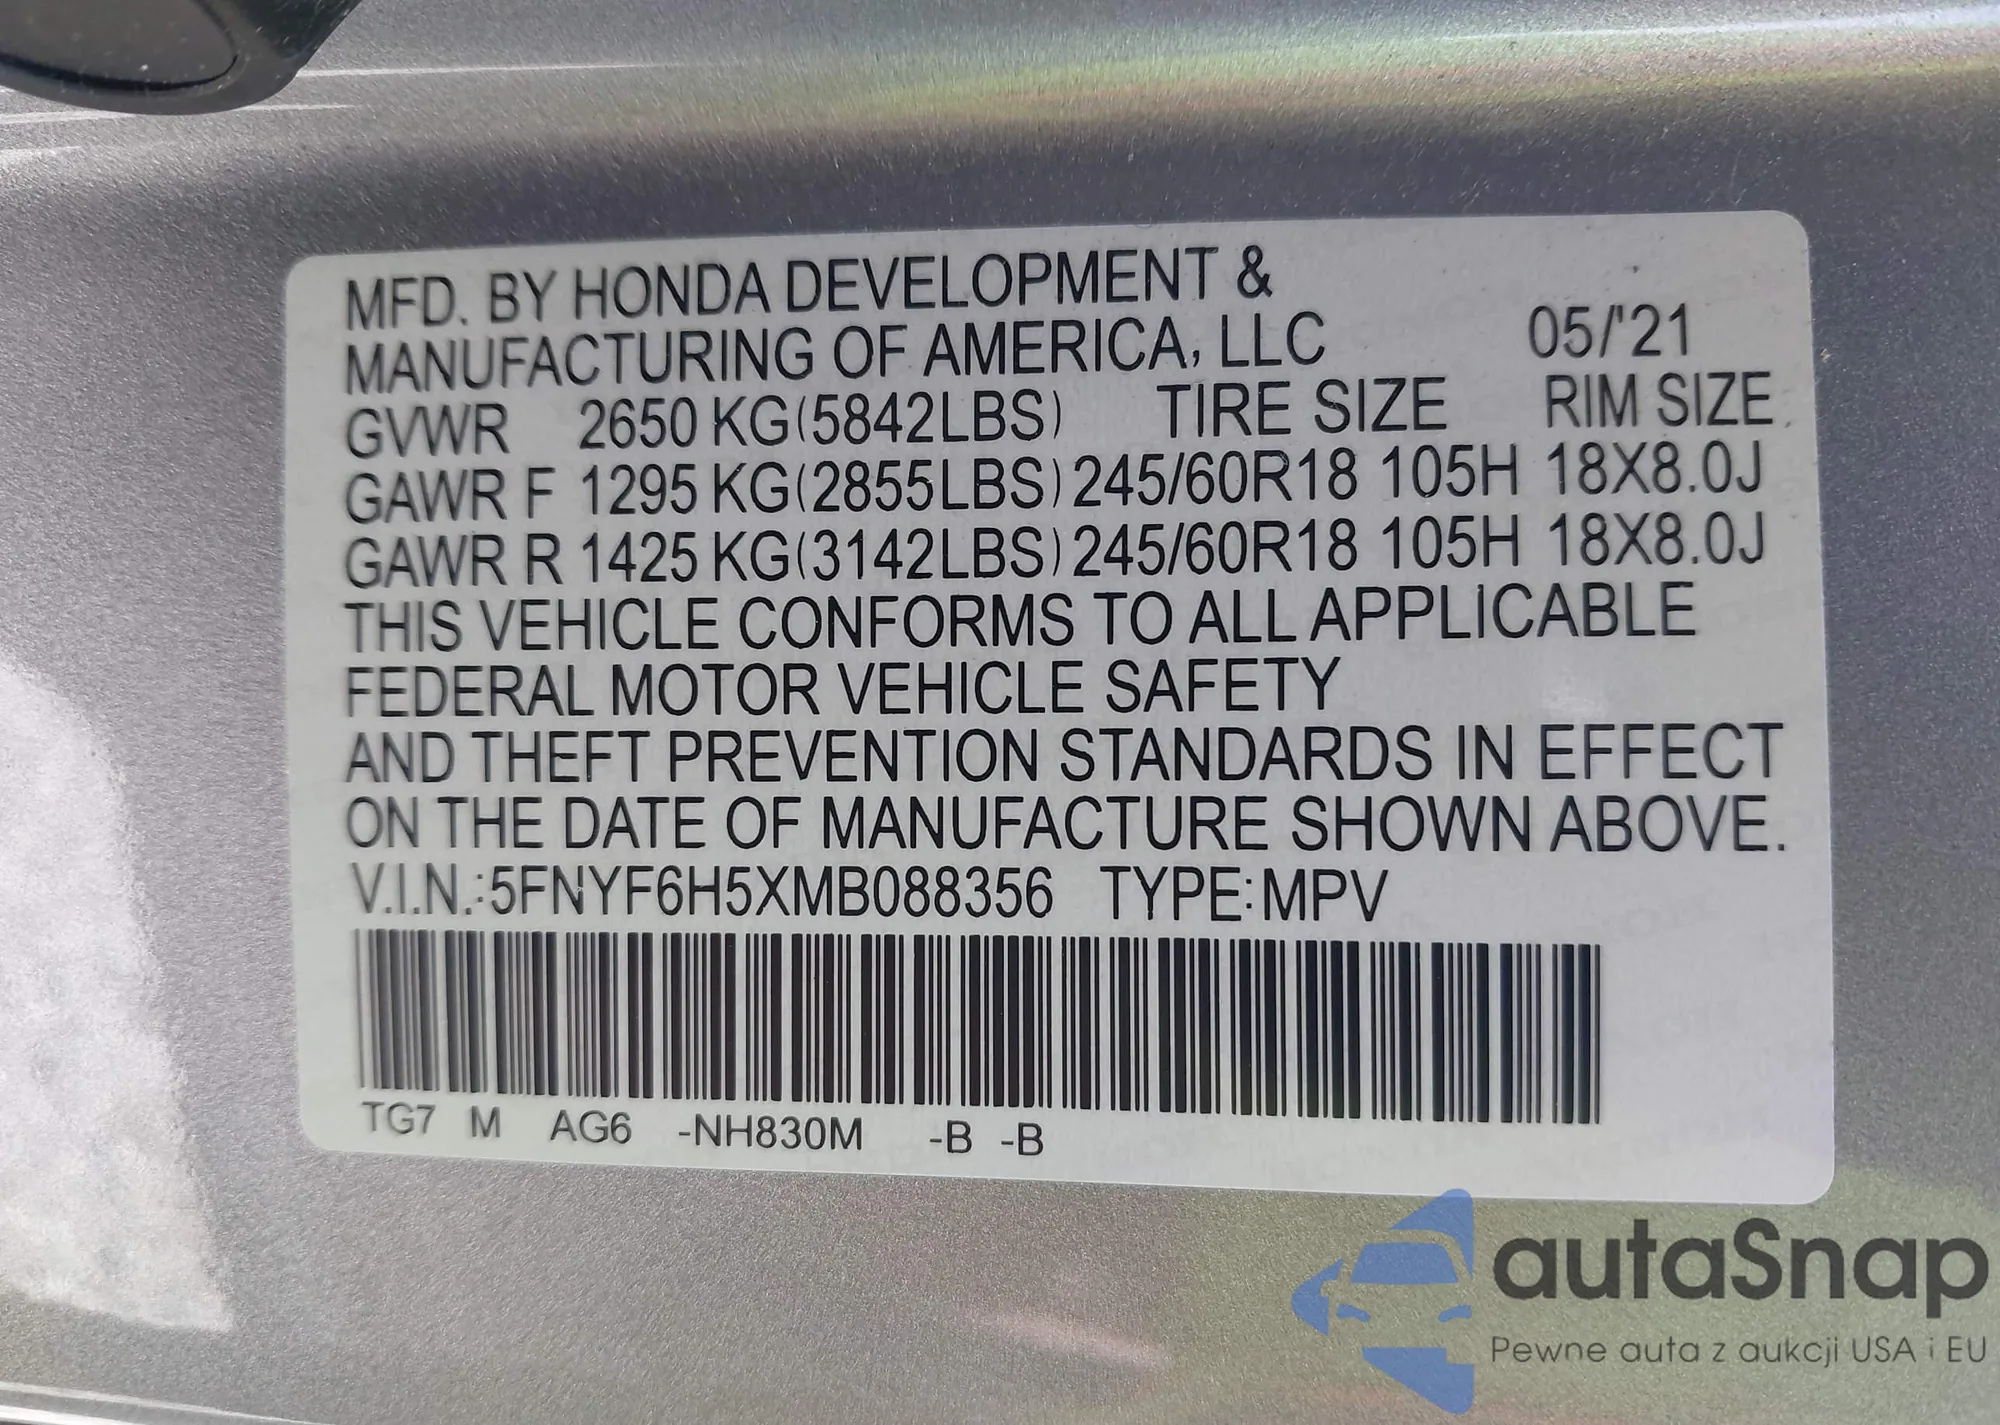 MFD. BY HONDA DEVELOPMENT &
MANUFACTURING OF AMERICA, LLC 05/'21
GVWR 2650 KG(5842LBS) TIRE SIZE RIM SIZE
GAWR F 1295 KG(2855LBS) 245/60R18 105H 18X8.0J
GAWR R 1425 KG(3142LBS) 245/60R18 105H 18X8.0J
THIS VEHICLE CONFORMS TO ALL APPLICABLE
FEDERAL MOTOR VEHICLE SAFETY
AND THEFT PREVENTION STANDARDS IN EFFECT
ON THE DATE OF MANUFACTURE SHOWN ABOVE.
V.I.N.:5FNYF6H5XMB088356 TYPE:MPV
TG7 M AG6 -NH830M -B -B
autaSnap
Pewne auta z aukcji USA i EU